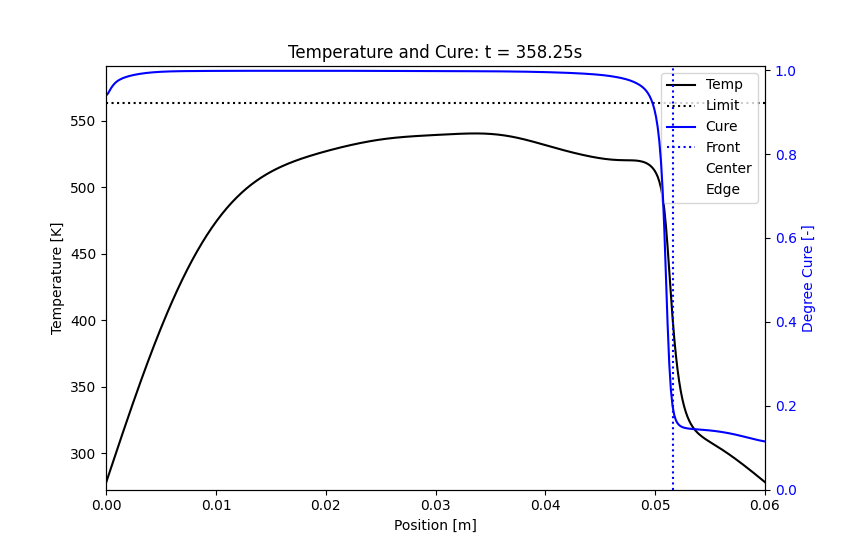 Temperature and Cure: t = 358.25s
Temp
Limit
Cure
Front
Center
Edge
Temperature [K]
550
500
450
400
350
300
Degree Cure [-]
1.0
0.8
0.6
0.4
0.2
0.0
0.00 0.01 0.02 0.03 0.04 0.05 0.06
Position [m]